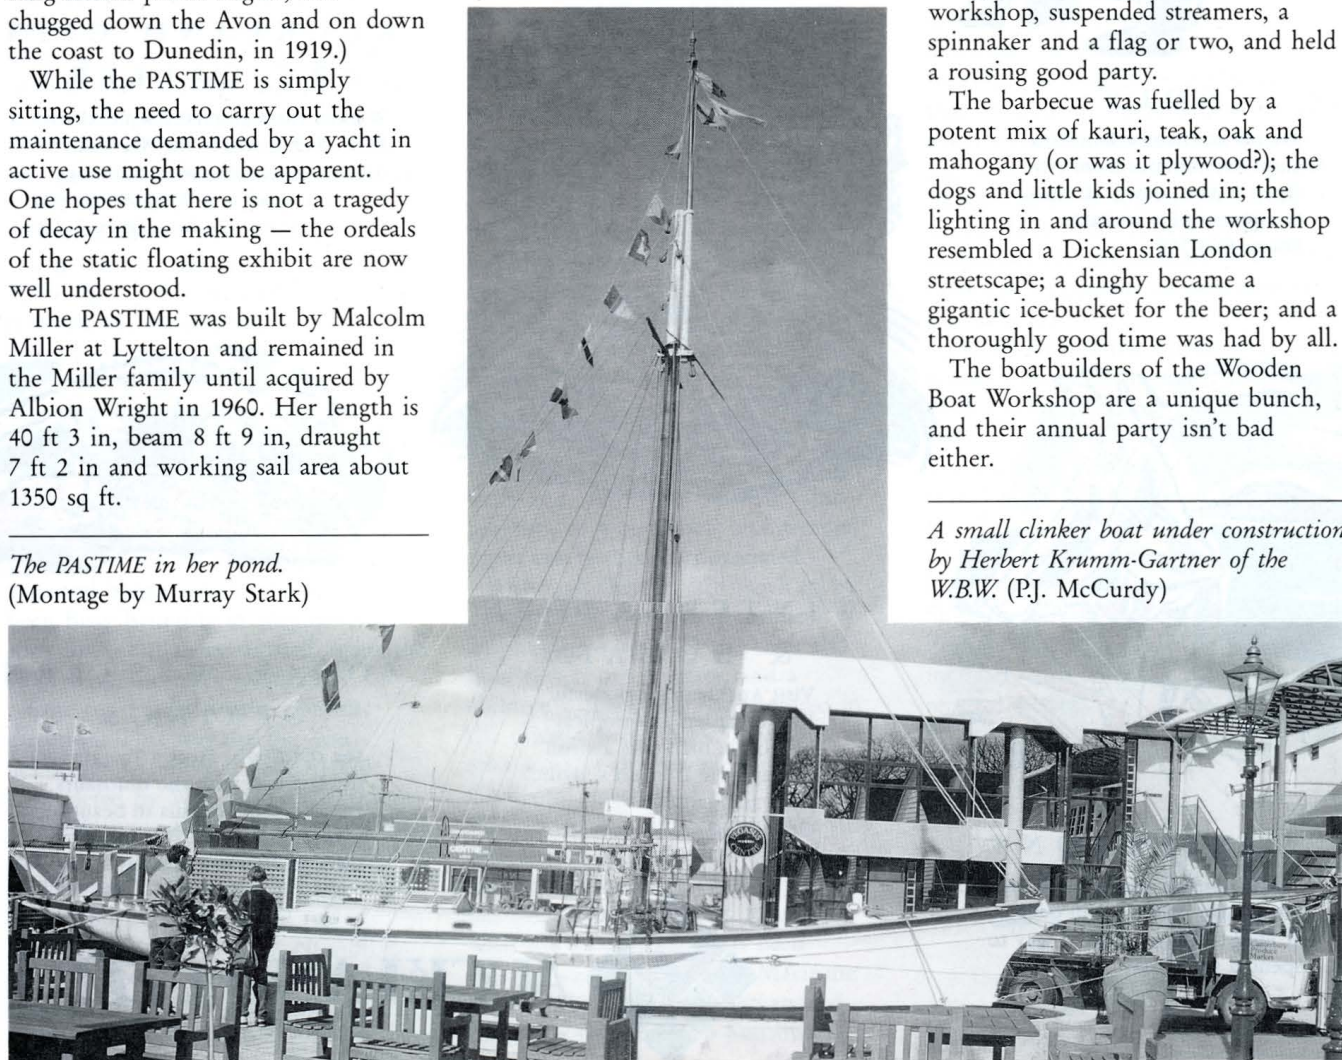 chugged down the Avon and on down
the coast to Dunedin, in 1919.)
While the PASTIME is simply
sitting, the need to carry out the
maintenance demanded by a yacht in
active use might not be apparent.
One hopes that here is not a tragedy
of decay in the making — the ordeals
of the static floating exhibit are now
well understood.
The PASTIME was built by Malcolm
Miller at Lyttelton and remained in
the Miller family until acquired by
Albion Wright in 1960. Her length is
40 ft 3 in, beam 8 ft 9 in, draught
7 ft 2 in and working sail area about
1350 sq ft.
The PASTIME in her pond.
(Montage by Murray Stark)
workshop, suspended streamers, a
spinnaker and a flag or two, and held
a rousing good party.
The barbecue was fuelled by a
potent mix of kauri, teak, oak and
mahogany (or was it plywood?); the
dogs and little kids joined in; the
lighting in and around the workshop
resembled a Dickensian London
streetscape; a dinghy became a
gigantic ice-bucket for the beer; and a
thoroughly good time was had by all.
The boatbuilders of the Wooden
Boat Workshop are a unique bunch,
and their annual party isn't bad
either.
A small clinker boat under construction
by Herbert Krumm-Gartner of the
W.B.W. (P.J. McCurdy)